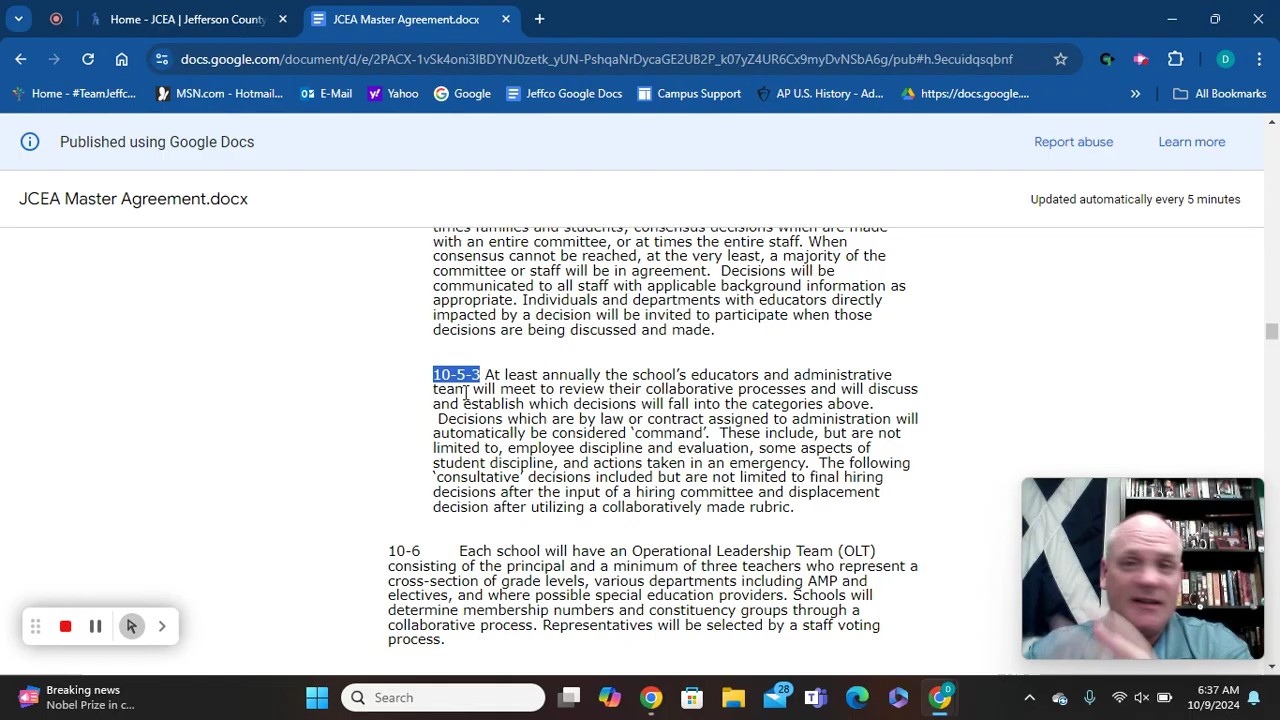 Home - JCEA | Jefferson County
JCEA Master Agreement.docx
docs.google.com/document/d/e/2PACX-1vSk4oni3IBDYNJ0zetk_yUN-PshqaNrDycaGE2UB2P_k07yZ4UR6Cx9myDvNSbA6g/pub#h.9ecuidqsqbnf
D
Home - #TeamJeffc...
MSN.com - Hotmail...
E-Mail
Yahoo
Google
Jeffco Google Docs
Campus Support
AP U.S. History - Ad...
https://docs.google....
All Bookmarks
Published using Google Docs
Report abuse
Learn more
JCEA Master Agreement.docx
Updated automatically every 5 minutes
times families and students, consensus decisions which are made
with an entire committee, or at times the entire staff. When
consensus cannot be reached, at the very least, a majority of the
committee or staff will be in agreement.  Decisions will be
communicated to all staff with applicable background information as
appropriate. Individuals and departments with educators directly
impacted by a decision will be invited to participate when those
decisions are being discussed and made.
10-5-3 At least annually the school's educators and administrative
team will meet to review their collaborative processes and will discuss
and establish which decisions will fall into the categories above.
Decisions which are by law or contract assigned to administration will
automatically be considered 'command'.  These include, but are not
limited to, employee discipline and evaluation, some aspects of
student discipline, and actions taken in an emergency.  The following
'consultative' decisions included but are not limited to final hiring
decisions after the input of a hiring committee and displacement
decision after utilizing a collaboratively made rubric.
10-6 Each school will have an Operational Leadership Team (OLT)
consisting of the principal and a minimum of three teachers who represent a
cross-section of grade levels, various departments including AMP and
electives, and where possible special education providers. Schools will
determine membership numbers and constituency groups through a
collaborative process. Representatives will be selected by a staff voting
process.
Breaking news
Nobel Prize in c...
Search
28
D
6:37 AM
10/9/2024